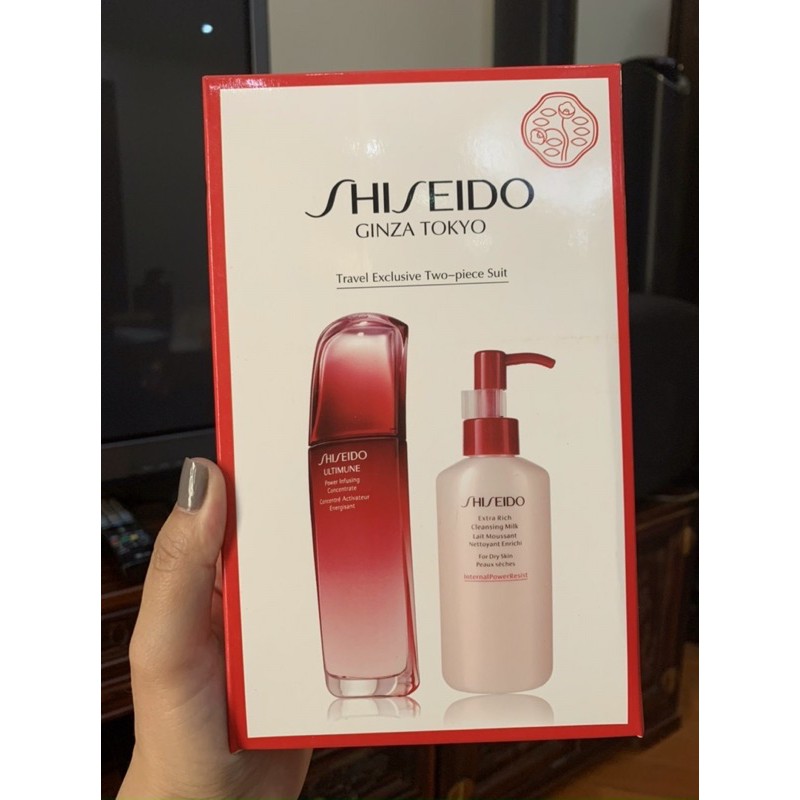 SHISEIDO
GINZA TOKYO
Travel Exclusive Two-piece Suit
SHISEIDO
ULTIMUNE
Power Infusing
Concentrate
Concentré Activateur
Energisant
SHISEIDO
Extra Rich
Cleansing Milk
Lait Moussant
Nettoyant Enrichi
For Dry Skin
Peaux sèches
InternalPowerResist